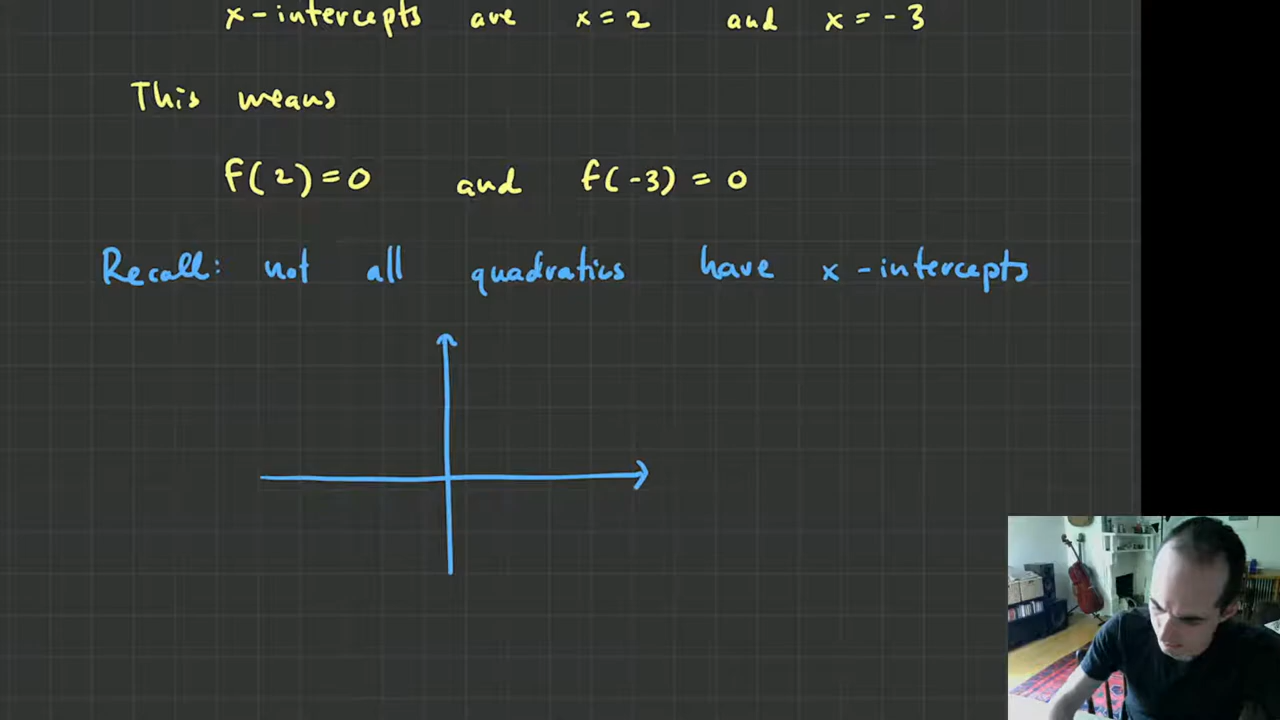 x-intercepts are x=2 and x=-3
This means
f(2)=0 and f(-3)=0
Recall: not all quadratics have x-intercepts